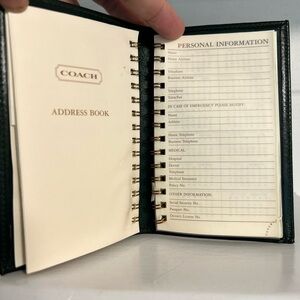 COACH
ADDRESS BOOK
PERSONAL INFORMATION
Name
Home Address
Telephone
Business Address
Telephone
Telex/Fax
IN CASE OF EMERGENCY PLEASE NOTIFY:
Name
Address
Home Telephone
Business Telephone
MEDICAL
Hospital
Doctor
Telephone
Medical Insurance
Policy No.
OTHER INFORMATION
Social Security No.
Passport No.
Drivers License No.